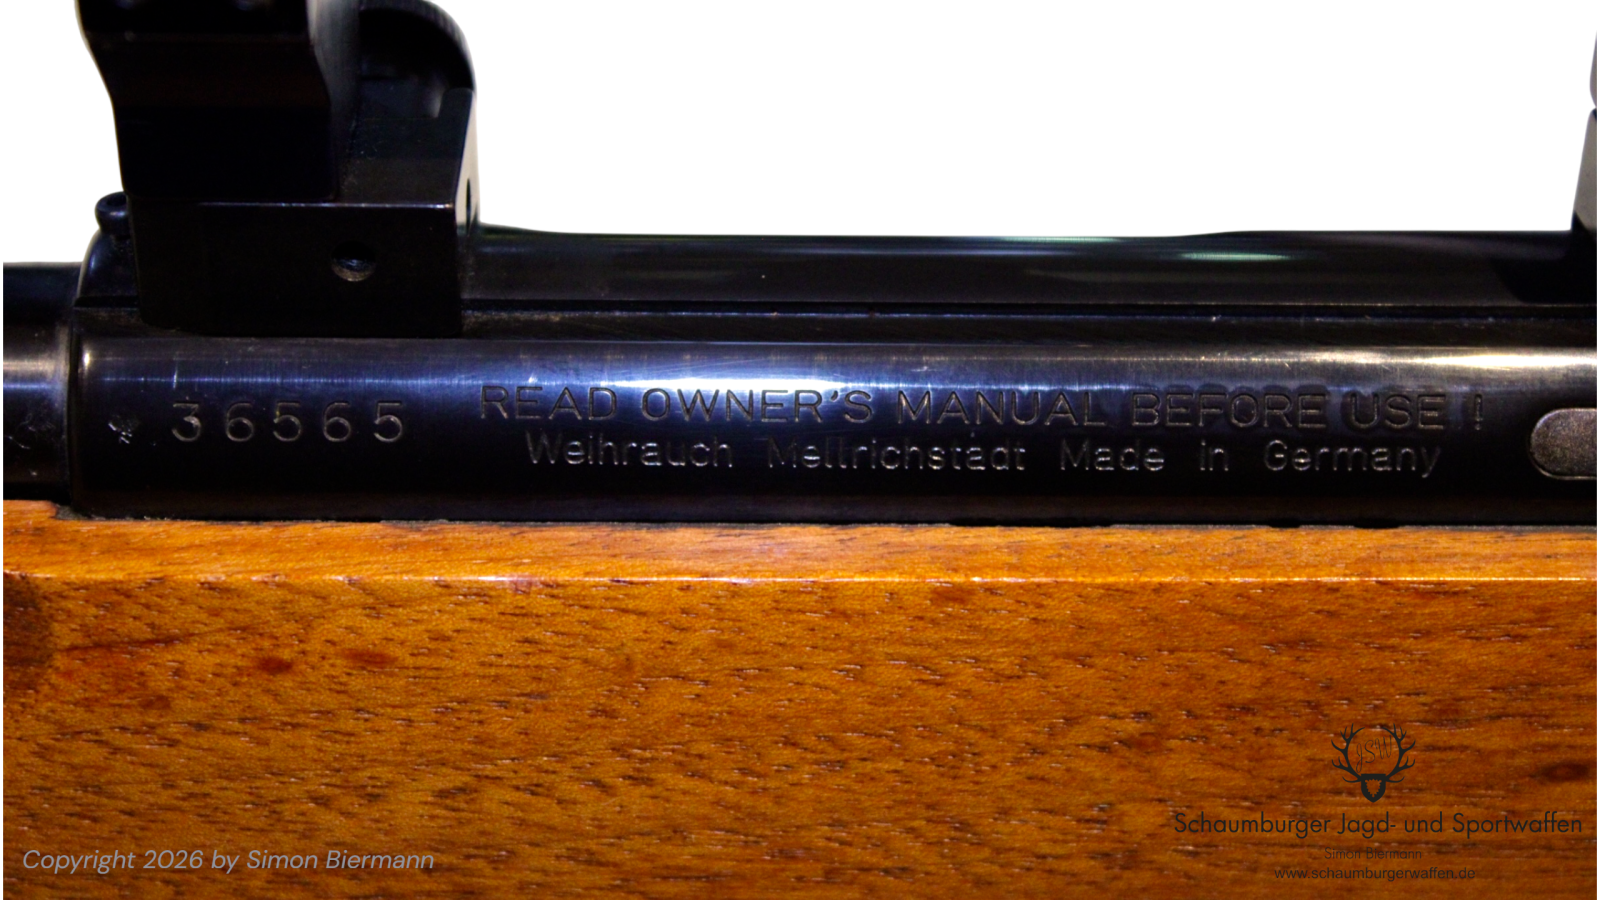 36565
READ OWNER'S MANUAL BEFORE USE !
Weihrauch Mellrichstadt Made in Germany
JSW
Schaumburger Jagd- und Sportwaffen
Simon Biermann
www.schaumburgerwaffen.de
Copyright 2026 by Simon Biermann